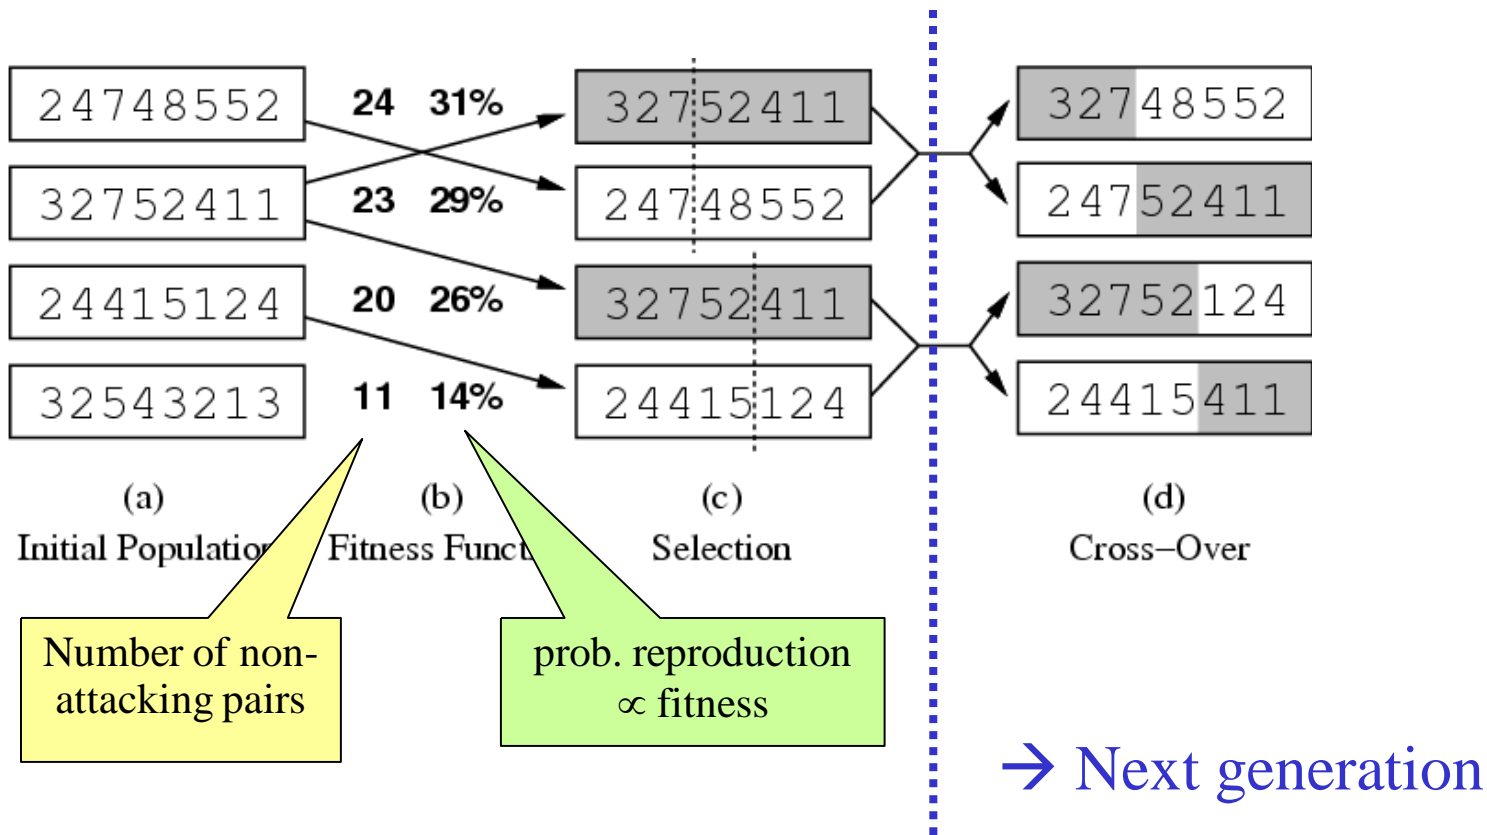 24748552 24 31% 32752411 32748552
32752411 23 29% 24748552 24752411
24415124 20 26% 32752411 32752124
32543213 11 14% 24415124 24415411
(a) (b) (c) (d)
Initial Population Fitness Funct Selection Cross–Over
Number of non-
attacking pairs
prob. reproduction
∝ fitness
→ Next generation